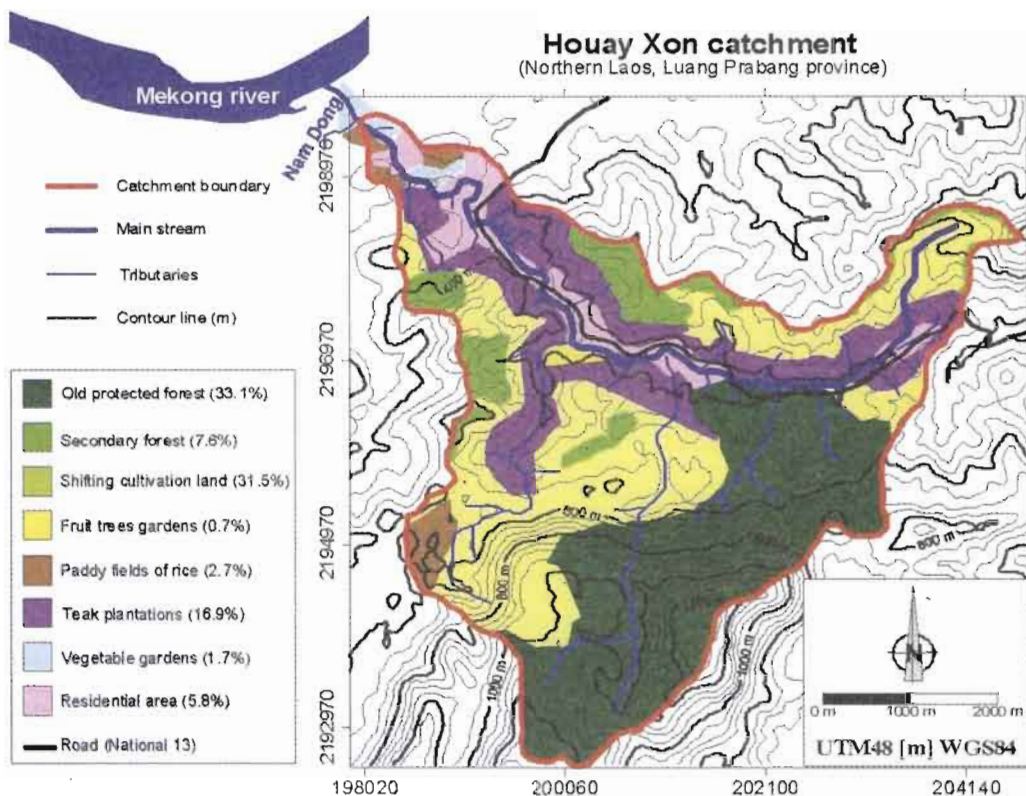 Houay Xon catchment
(Northern Laos, Luang Prabang province)
Mekong river
Nam Dong
Catchment boundary
Main stream
Tributaries
Contour line (m)
Old protected forest (33.1%)
Secondary forest (7.6%)
Shifting cultivation land (31.5%)
Fruit trees gardens (0.7%)
Paddy fields of rice (2.7%)
Teak plantations (16.9%)
Vegetable gardens (1.7%)
Residential area (5.8%)
Road (National 13)
2198970
2196970
2194970
2192970
400 m
800 m
800 m
800 m
1000 m
1000 m
N
0 m 1000 m 2000 m
UTM48 [m] WGS84
198020 200060 202100 204140